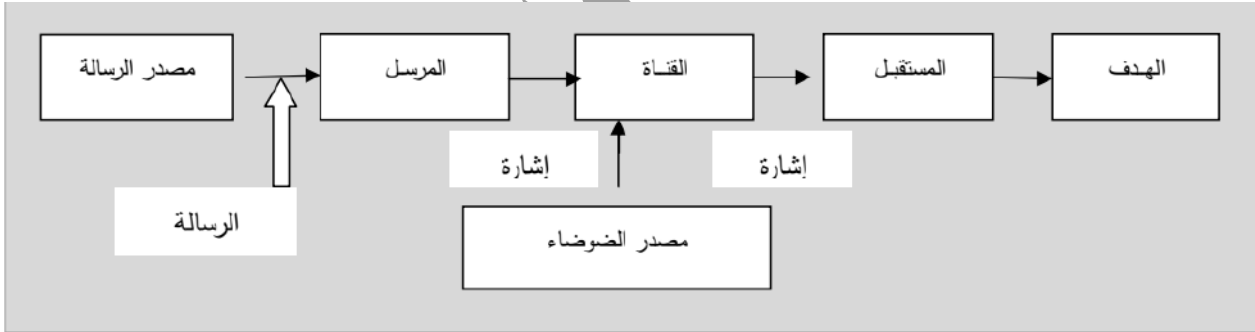 مصدر الرسالة
المرسل
القناة
المستقبل
الهدف
إشارة
إشارة
الرسالة
مصدر الضوضاء